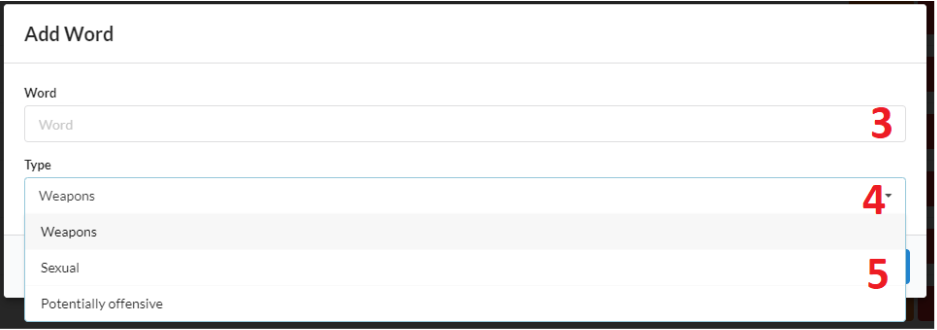 Add Word
Word
Word 3
Type
Weapons 4
Weapons
Sexual 5
Potentially offensive